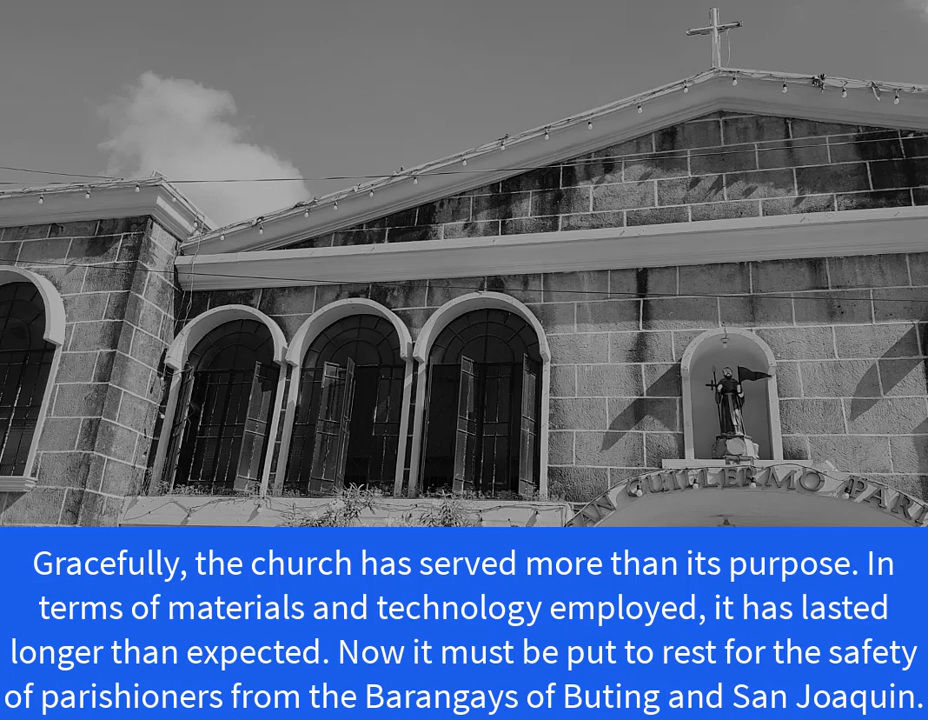 AN GUILLERMO PARI
Gracefully, the church has served more than its purpose. In
terms of materials and technology employed, it has lasted
longer than expected. Now it must be put to rest for the safety
of parishioners from the Barangays of Buting and San Joaquin.